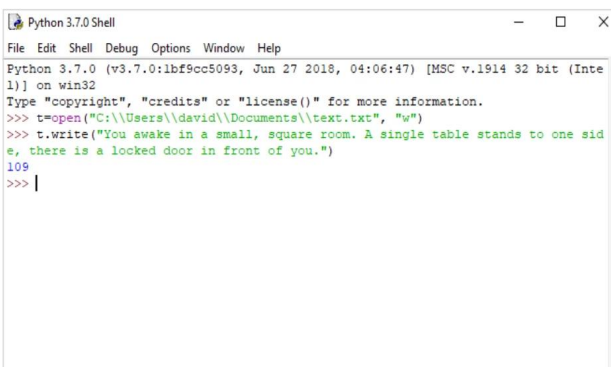 Python 3.7.0 Shell
File Edit Shell Debug Options Window Help
Python 3.7.0 (v3.7.0:1bf9cc5093, Jun 27 2018, 04:06:47) [MSC v.1914 32 bit (Inte
l)] on win32
Type "copyright", "credits" or "license()" for more information.
>>> t=open("C:\\Users\\david\\Documents\\text.txt", "w")
>>> t.write("You awake in a small, square room. A single table stands to one sid
e, there is a locked door in front of you.")
109
>>>